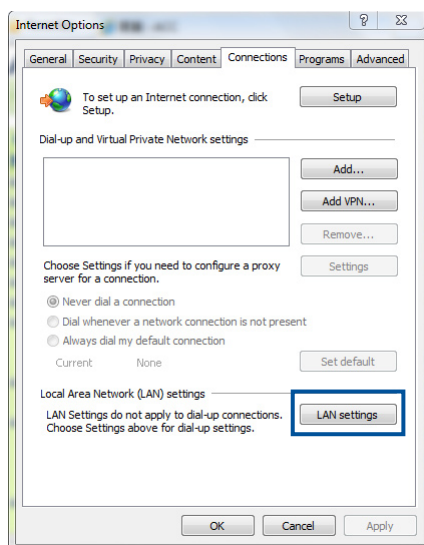 Internet Options
General Security Privacy Content Connections Programs Advanced
To set up an Internet connection, click
Setup.
Setup
Dial-up and Virtual Private Network settings
Add...
Add VPN...
Remove...
Choose Settings if you need to configure a proxy
server for a connection.
Settings
Never dial a connection
Dial whenever a network connection is not present
Always dial my default connection
Current None
Set default
Local Area Network (LAN) settings
LAN Settings do not apply to dial-up connections.
Choose Settings above for dial-up settings.
LAN settings
OK Cancel Apply